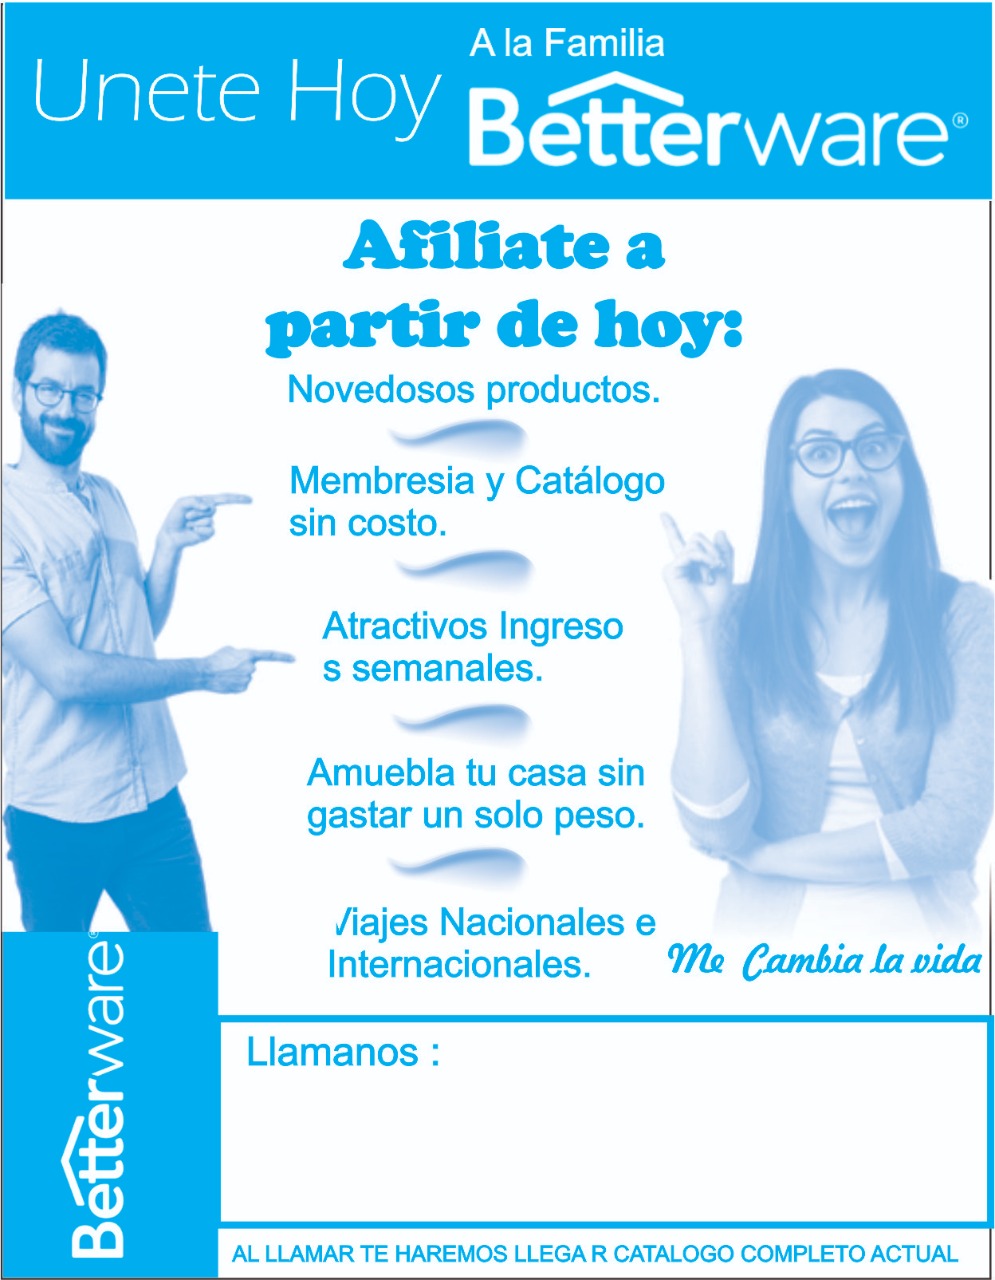 Unete Hoy
A la Familia
Betterware®
Afiliate a
partir de hoy:
Novedosos productos.
Membresia y Catálogo
sin costo.
Atractivos Ingreso
s semanales.
Amuebla tu casa sin
gastar un solo peso.
Viajes Nacionales e
Internacionales.
Me Cambia la vida
Betterware®
Llamanos :
AL LLAMAR TE HAREMOS LLEGA R CATALOGO COMPLETO ACTUAL